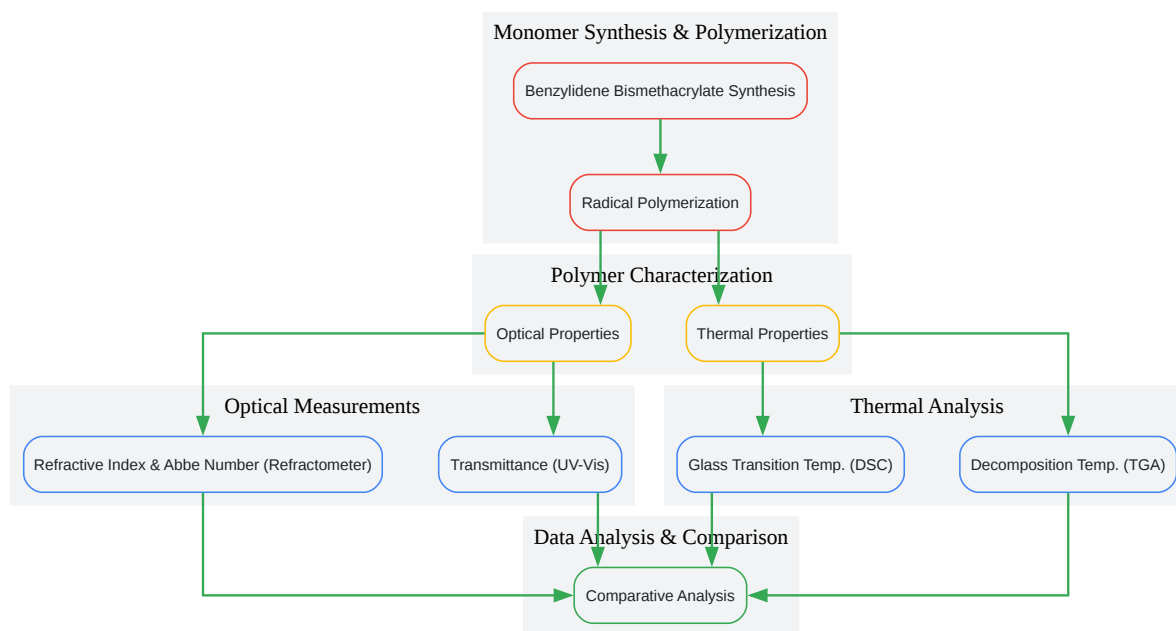 Monomer Synthesis & Polymerization
Benzylidene Bismethacrylate Synthesis
Radical Polymerization
Polymer Characterization
Optical Properties
Thermal Properties
Optical Measurements
Thermal Analysis
Refractive Index & Abbe Number (Refractometer)
Transmittance (UV-Vis)
Glass Transition Temp. (DSC)
Decomposition Temp. (TGA)
Data Analysis & Comparison
Comparative Analysis